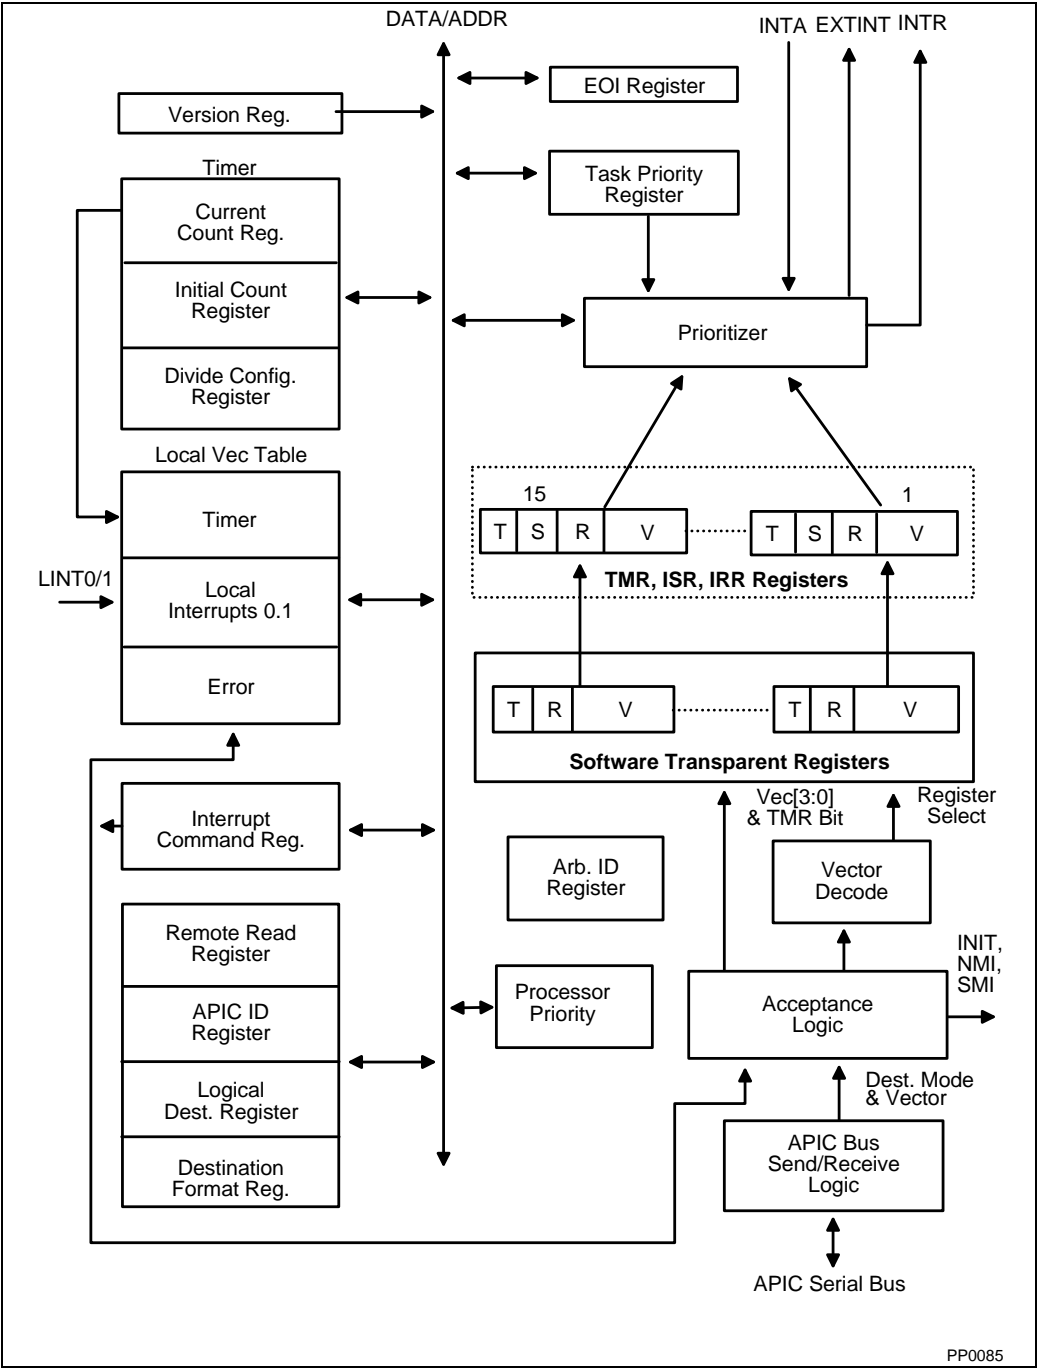 DATA/ADDR
INTA EXTINT INTR
EOI Register
Version Reg.
Timer
Task Priority
Register
Current
Count Reg.
Initial Count
Register
Prioritizer
Divide Config.
Register
Local Vec Table
15
1
Timer
T S R V
T S R V
LINT0/1
Local
Interrupts 0.1
TMR, ISR, IRR Registers
Error
T R V
T R V
Software Transparent Registers
Vec[3:0]
& TMR Bit
Register
Select
Interrupt
Command Reg.
Arb. ID
Register
Vector
Decode
Remote Read
Register
INIT,
NMI,
SMI
Processor
Priority
Acceptance
Logic
APIC ID
Register
Dest. Mode
& Vector
Logical
Dest. Register
APIC Bus
Send/Receive
Logic
Destination
Format Reg.
APIC Serial Bus
PP0085